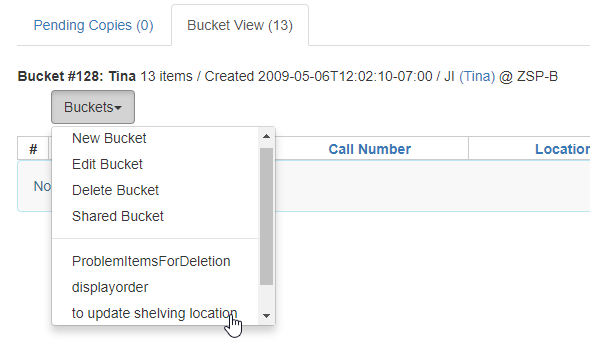 Pending Copies (0) Bucket View (13)
Bucket #128: Tina 13 items / Created 2009-05-06T12:02:10-07:00 / JI (Tina) @ ZSP-B
Buckets
# Call Number Location
No
New Bucket
Edit Bucket
Delete Bucket
Shared Bucket
ProblemItemsForDeletion
displayorder
to update shelving location